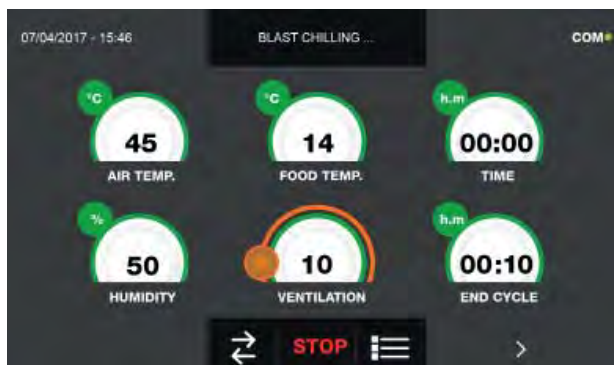 07/04/2017 - 15:46
BLAST CHILLING ...
COM
°C
°C
h.m
45
14
00:00
AIR TEMP.
FOOD TEMP.
TIME
%
h.m
50
10
00:10
HUMIDITY
VENTILATION
END CYCLE
STOP